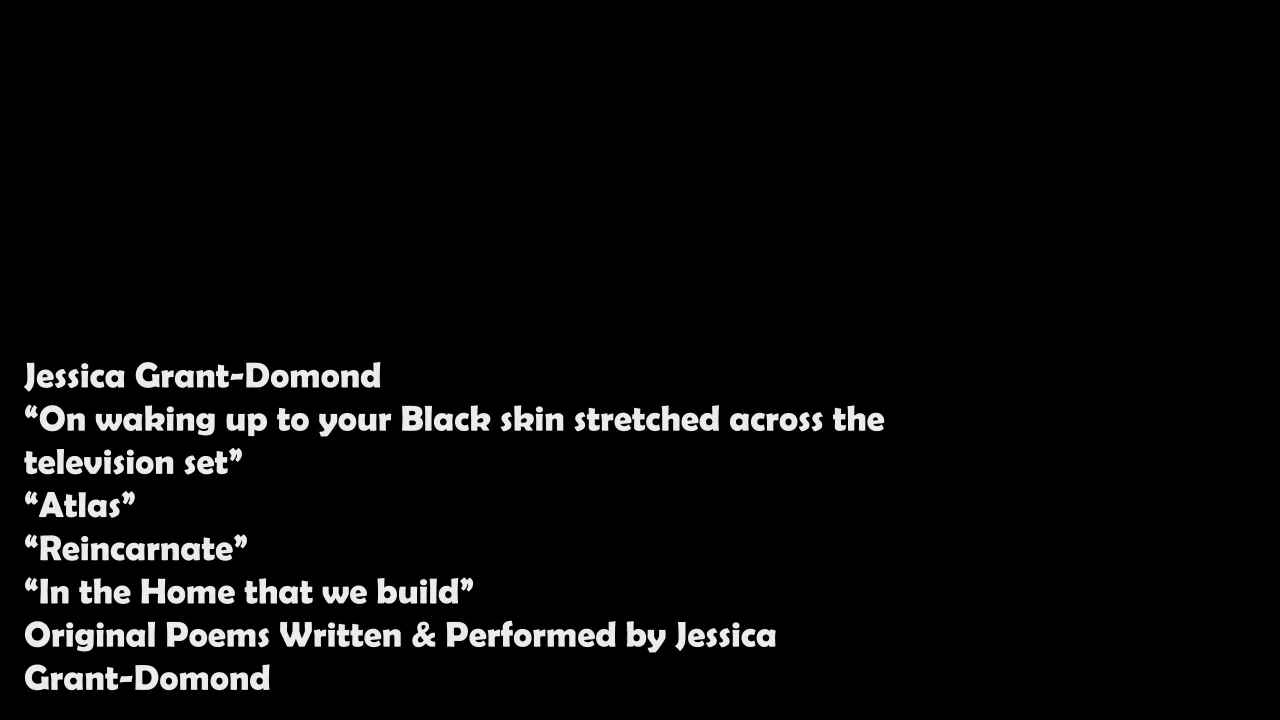 Jessica Grant-Domond
“On waking up to your Black skin stretched across the
television set”
“Atlas”
“Reincarnate”
“In the Home that we build”
Original Poems Written & Performed by Jessica
Grant-Domond